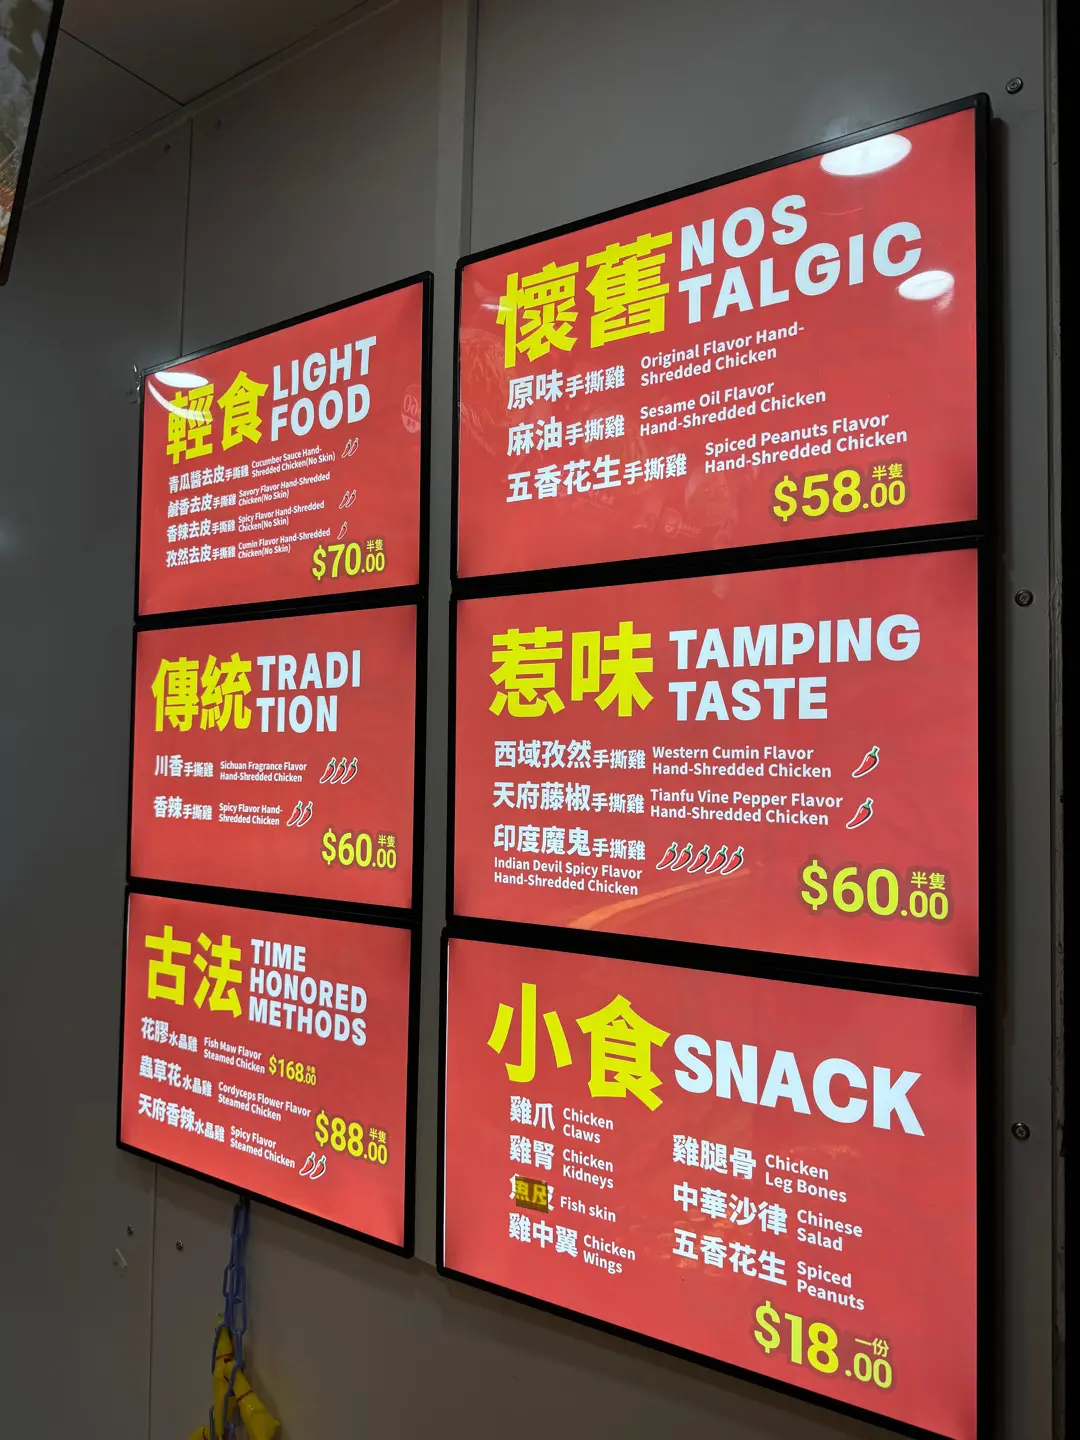 輕食 LIGHT
FOOD
青瓜醬去皮手撕雞 Cucumber Sauce Hand-
Shredded Chicken(No Skin)
鹹香去皮手撕雞 Savory Flavor Hand-Shredded
Chicken(No Skin)
香辣去皮手撕雞 Spicy Flavor Hand-Shredded
Chicken(No Skin)
孜然去皮手撕雞 Cumin Flavor Hand-Shredded
Chicken(No Skin)
$70.00 半隻
傳統 TRADI
TION
川香手撕雞 Sichuan Fragrance Flavor
Hand-Shredded Chicken
香辣手撕雞 Spicy Flavor Hand-
Shredded Chicken
$60.00 半隻
古法 TIME
HONORED
METHODS
花膠水晶雞 Fish Maw Flavor
Steamed Chicken $168.00 半隻
蟲草花水晶雞 Cordyceps Flower Flavor
Steamed Chicken
天府香辣水晶雞 Spicy Flavor
Steamed Chicken
$88.00 半隻
懷舊 NOS
TALGIC
原味手撕雞 Original Flavor Hand-
Shredded Chicken
麻油手撕雞 Sesame Oil Flavor
Hand-Shredded Chicken
五香花生手撕雞 Spiced Peanuts Flavor
Hand-Shredded Chicken
$58.00 半隻
惹味 TAMPING
TASTE
西域孜然手撕雞 Western Cumin Flavor
Hand-Shredded Chicken
天府藤椒手撕雞 Tianfu Vine Pepper Flavor
Hand-Shredded Chicken
印度魔鬼手撕雞
Indian Devil Spicy Flavor
Hand-Shredded Chicken
$60.00 半隻
小食 SNACK
雞爪 Chicken
Claws
雞腎 Chicken
Kidneys
魚皮 Fish skin
雞中翼 Chicken
Wings
雞腿骨 Chicken
Leg Bones
中華沙律 Chinese
Salad
五香花生 Spiced
Peanuts
$18.00 一份